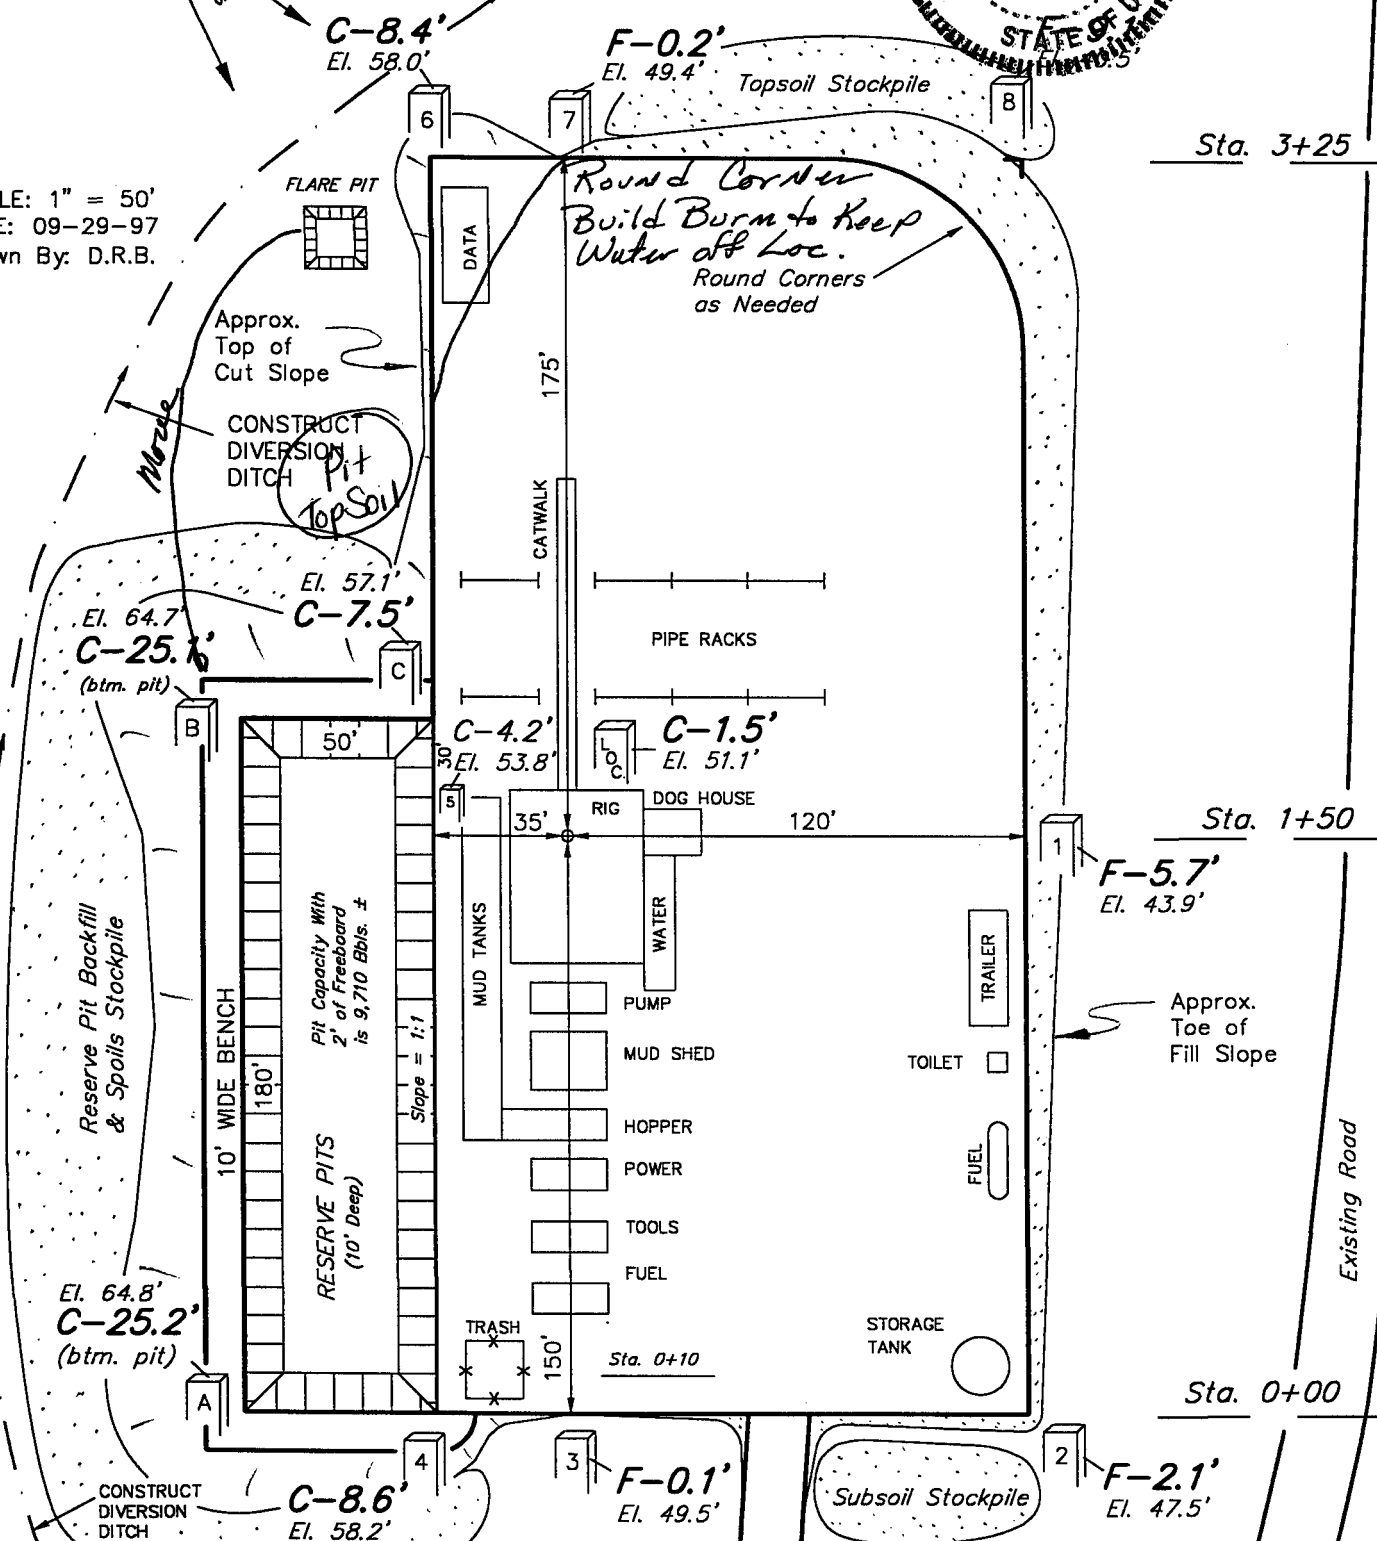 C-8.4'
El. 58.0'
F-0.2'
El. 49.4'
STATE OF
Topsoil Stockpile
6
7
8
Sta. 3+25
LE: 1" = 50'
E: 09-29-97
wn By: D.R.B.
FLARE PIT
DATA
Round Corner
Build Burm to Keep
Water off Loc.
Round Corners
as Needed
Approx.
Top of
Cut Slope
175'
Move
CONSTRUCT
DIVERSION
DITCH
Pit
TopSoil
CATWALK
El. 57.1'
C-7.5'
El. 64.7'
C-25.1'
(btm. pit)
PIPE RACKS
C
B
50'
30'
C-4.2'
El. 53.8'
LOC.
C-1.5'
El. 51.1'
5
RIG
DOG HOUSE
35'
120'
Sta. 1+50
1
F-5.7'
El. 43.9'
Reserve Pit Backfill
& Spoils Stockpile
10' WIDE BENCH
180'
Pit Capacity With
2' of Freeboard
is 9,710 Bbls. ±
RESERVE PITS
(10' Deep)
Slope = 1:1
MUD TANKS
WATER
TRAILER
PUMP
MUD SHED
TOILET
Approx.
Toe of
Fill Slope
HOPPER
POWER
FUEL
TOOLS
FUEL
Existing Road
El. 64.8'
C-25.2'
(btm. pit)
TRASH
150'
Sta. 0+10
STORAGE
TANK
Sta. 0+00
A
4
3
2
F-0.1'
El. 49.5'
F-2.1'
El. 47.5'
CONSTRUCT
DIVERSION
DITCH
C-8.6'
El. 58.2'
Subsoil Stockpile